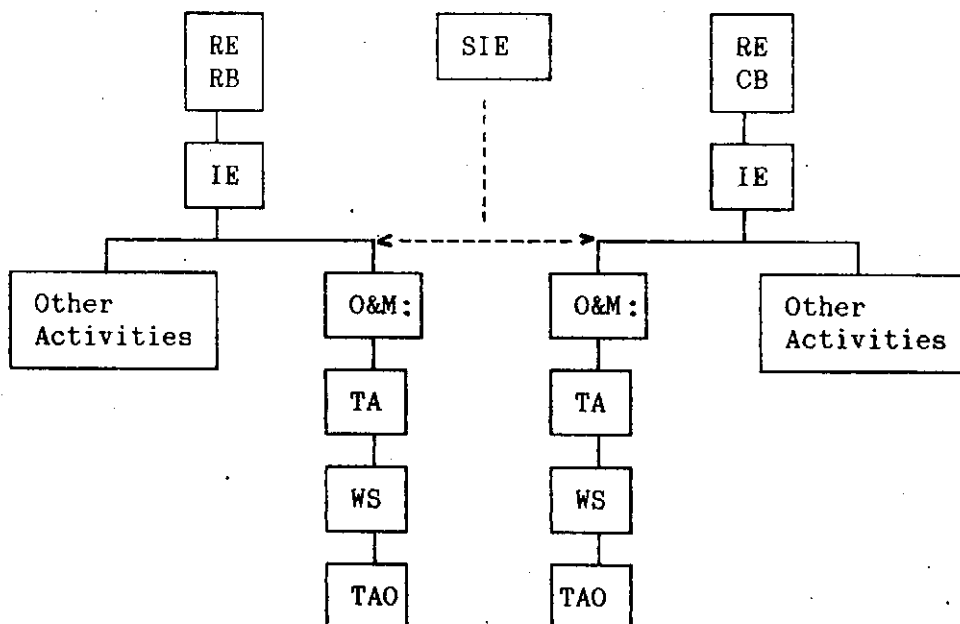 RE
RB
SIE
RE
CB
IE
IE
Other
Activities
O&M:
O&M:
Other
Activities
TA
TA
WS
WS
TAO
TAO